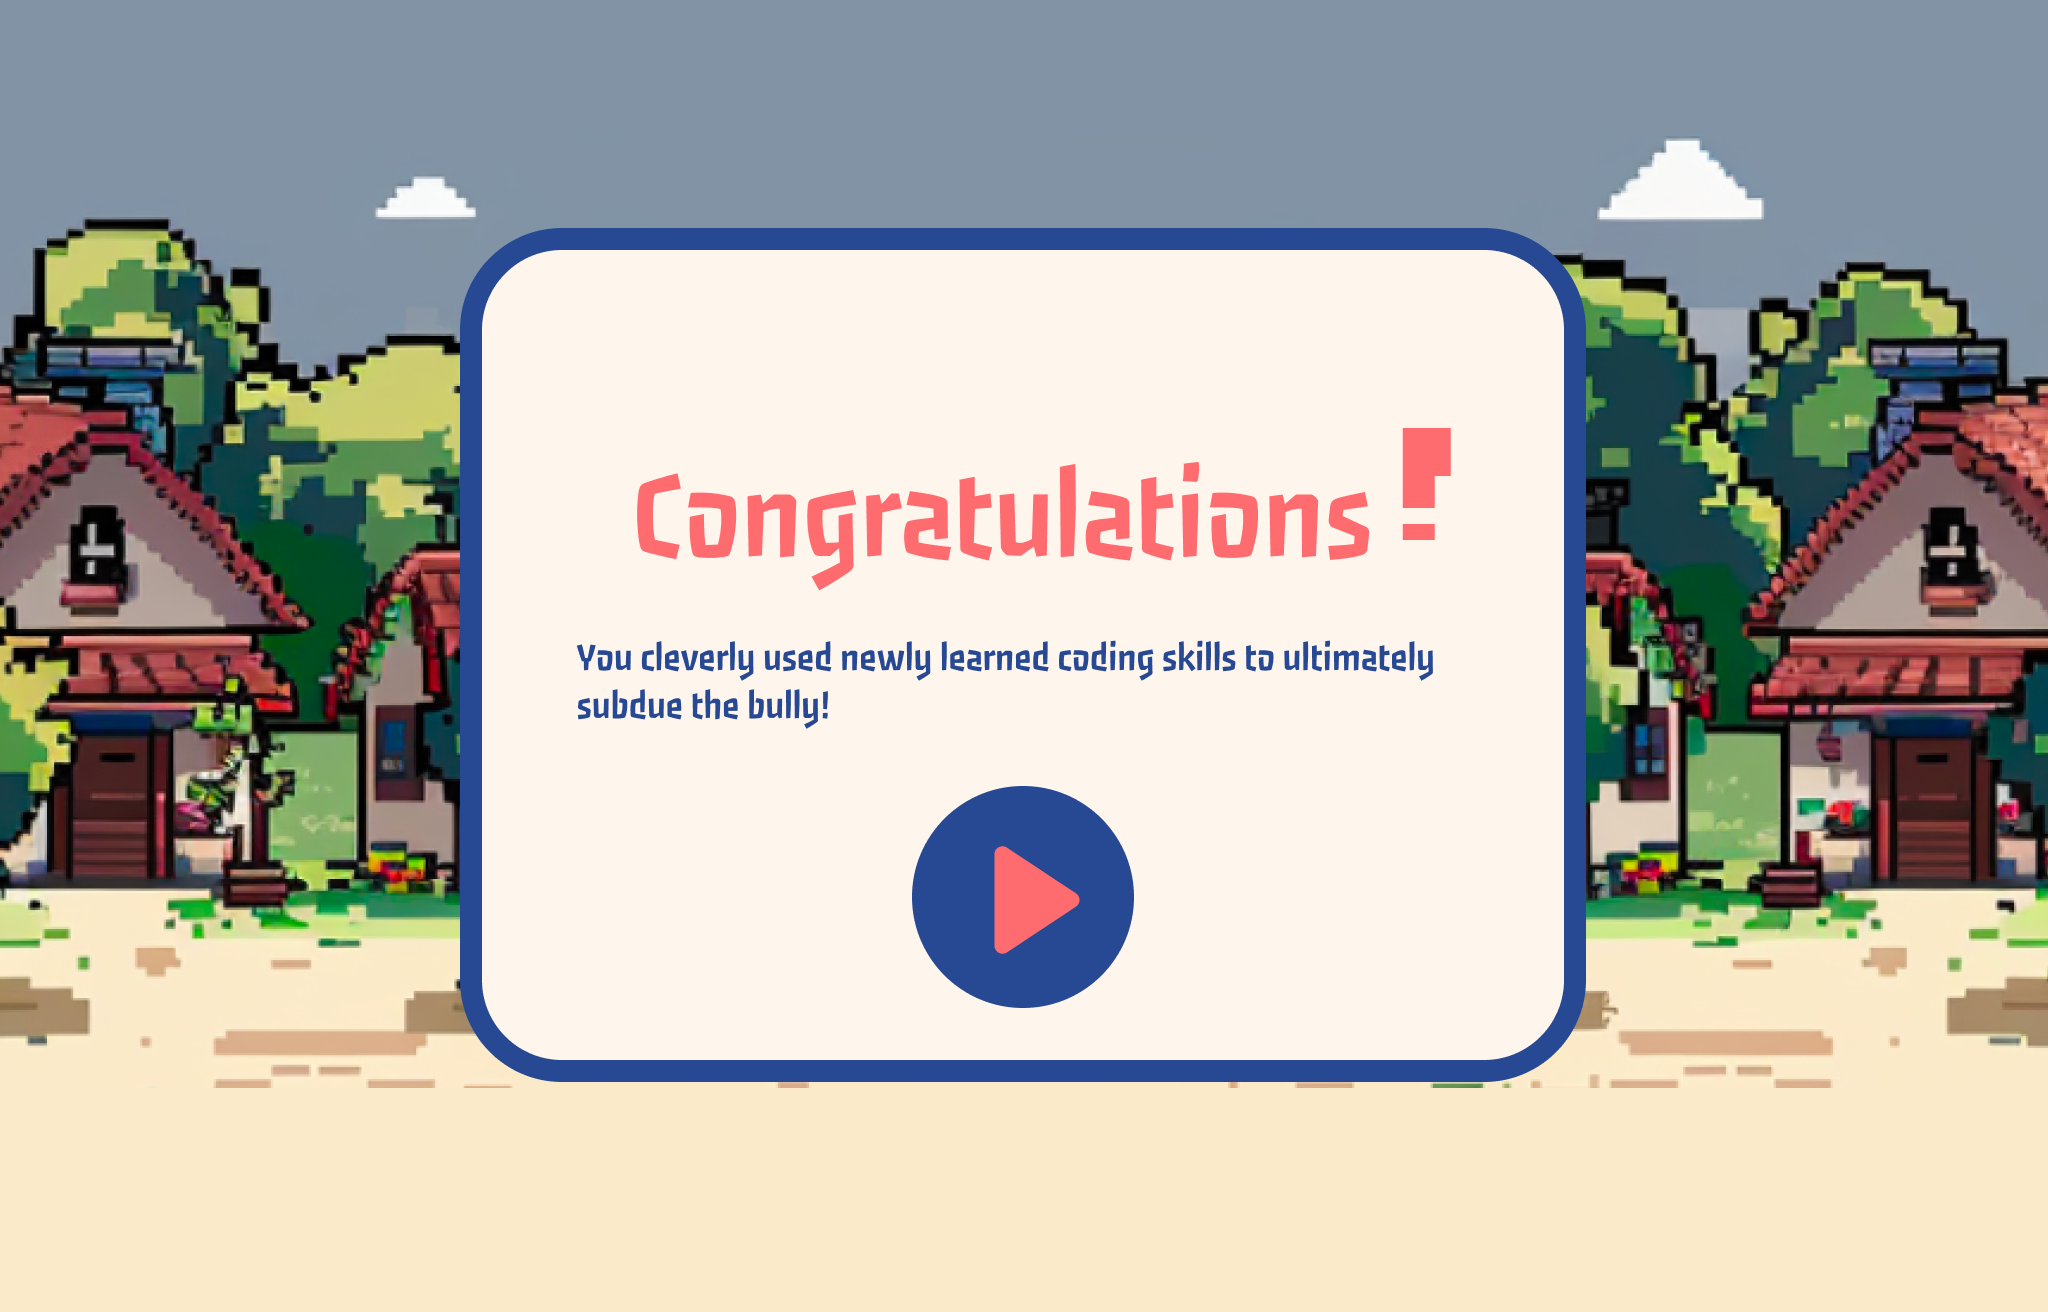 Congratulations!
You cleverly used newly learned coding skills to ultimately
subdue the bully!